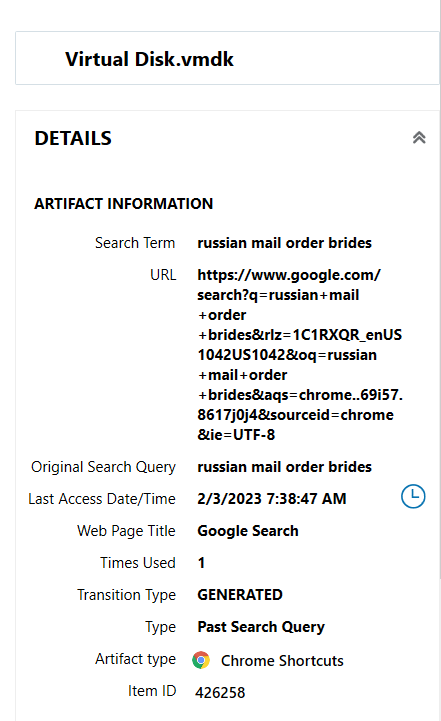 Virtual Disk.vmdk
DETAILS
ARTIFACT INFORMATION
Search Term russian mail order brides
URL https://www.google.com/
search?q=russian+mail
+order
+brides&rlz=1C1RXQR_enUS
1042US1042&oq=russian
+mail+order
+brides&aqs=chrome..69i57.
8617j0j4&sourceid=chrome
&ie=UTF-8
Original Search Query russian mail order brides
Last Access Date/Time 2/3/2023 7:38:47 AM
Web Page Title Google Search
Times Used 1
Transition Type GENERATED
Type Past Search Query
Artifact type Chrome Shortcuts
Item ID 426258